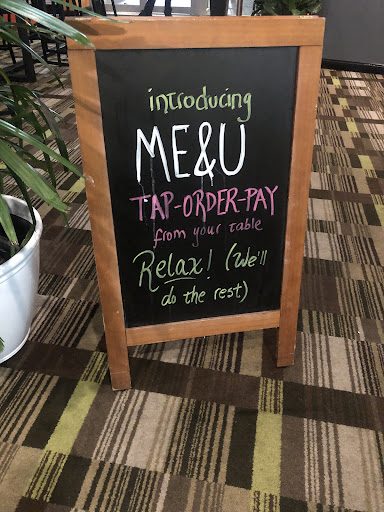 introducing
ME&U
TAP-ORDER-PAY
from your table
Relax! (We'll
do the rest)